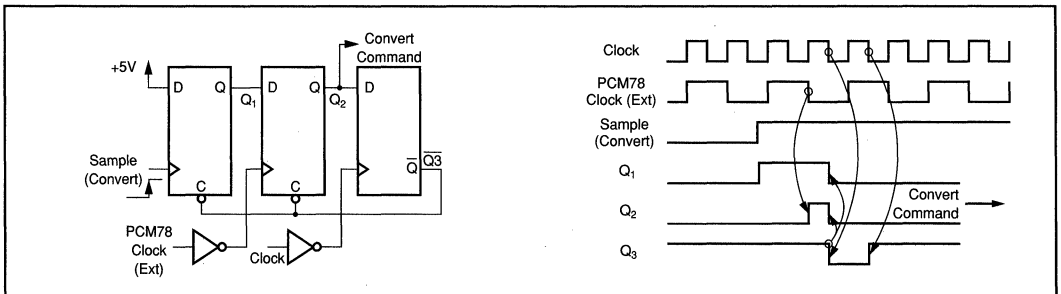 Convert
Command
+5V
D
Q
Q1
D
Q
Q2
D
Q̅
Q̅3̅
Sample
(Convert)
C
C
PCM78
Clock
(Ext)
Clock
Clock
PCM78
Clock (Ext)
Sample
(Convert)
Q1
Q2
Convert
Command
Q3